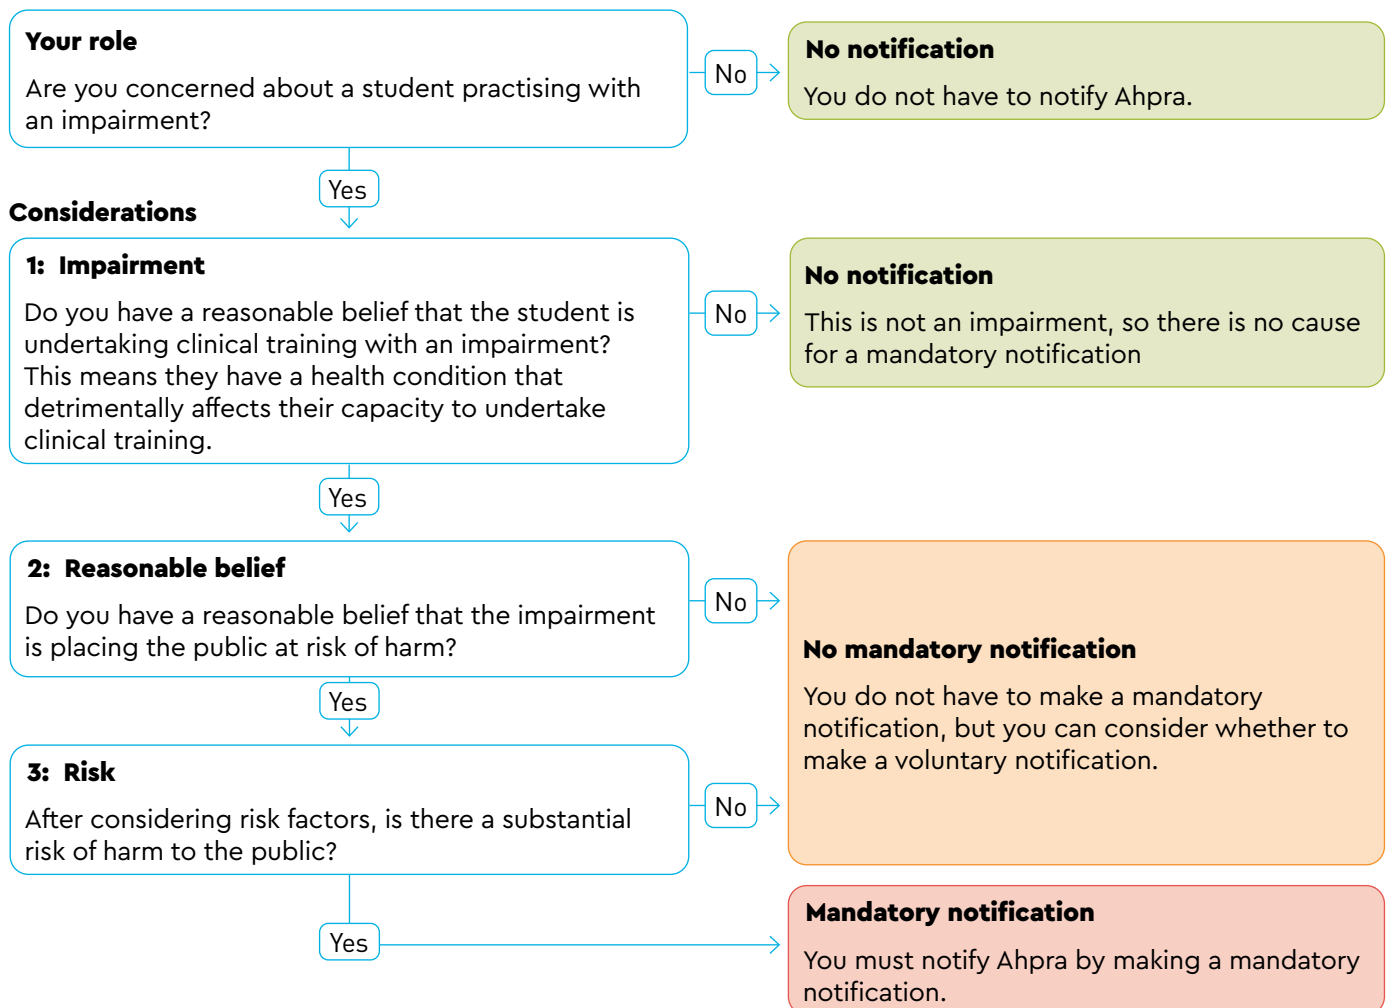 Your role
Are you concerned about a student practising with
an impairment?
No
No notification
You do not have to notify Ahpra.
Yes
Considerations
1: Impairment
Do you have a reasonable belief that the student is
undertaking clinical training with an impairment?
This means they have a health condition that
detrimentally affects their capacity to undertake
clinical training.
No
No notification
This is not an impairment, so there is no cause
for a mandatory notification
Yes
2: Reasonable belief
Do you have a reasonable belief that the impairment
is placing the public at risk of harm?
No
No mandatory notification
You do not have to make a mandatory
notification, but you can consider whether to
make a voluntary notification.
Yes
3: Risk
After considering risk factors, is there a substantial
risk of harm to the public?
No
Yes
Mandatory notification
You must notify Ahpra by making a mandatory
notification.